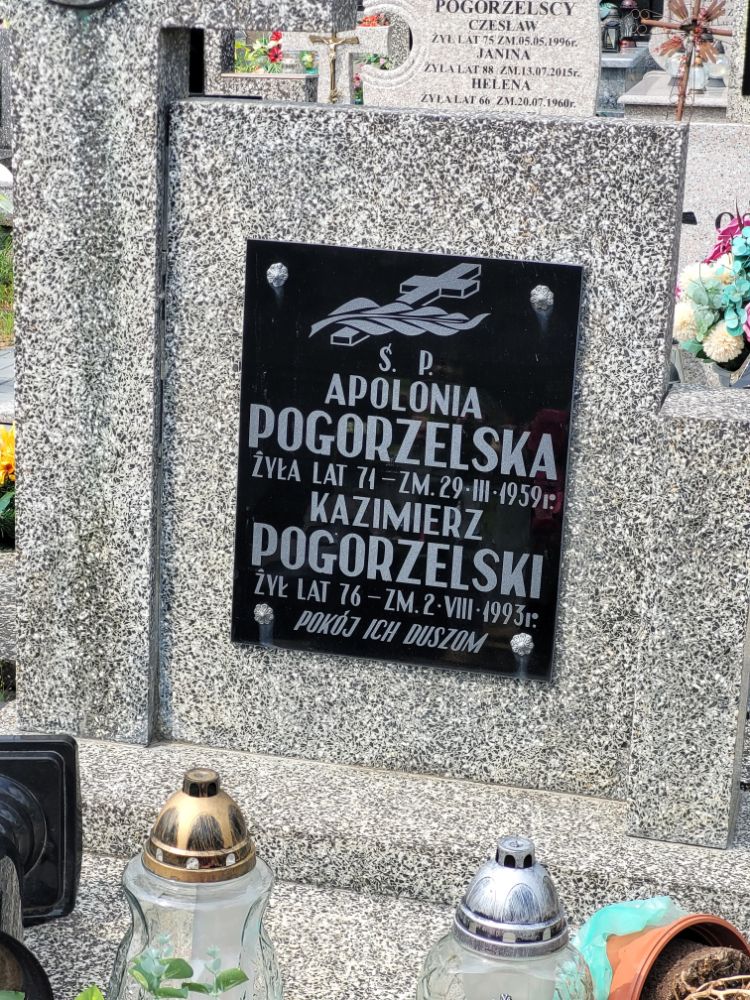 POGORZELSCY
CZESŁAW
ŻYŁ LAT 75 ZM.05.05.1996r.
JANINA
ŻYŁA LAT 88 ZM.13.07.2015r.
HELENA
ŻYŁA LAT 66 ZM.20.07.1960r.
Ś. P.
APOLONIA
POGORZELSKA
ŻYŁA LAT 71 – ZM. 29·III·1959r.
KAZIMIERZ
POGORZELSKI
ŻYŁ LAT 76 – ZM. 2·VIII·1993r.
POKÓJ ICH DUSZOM